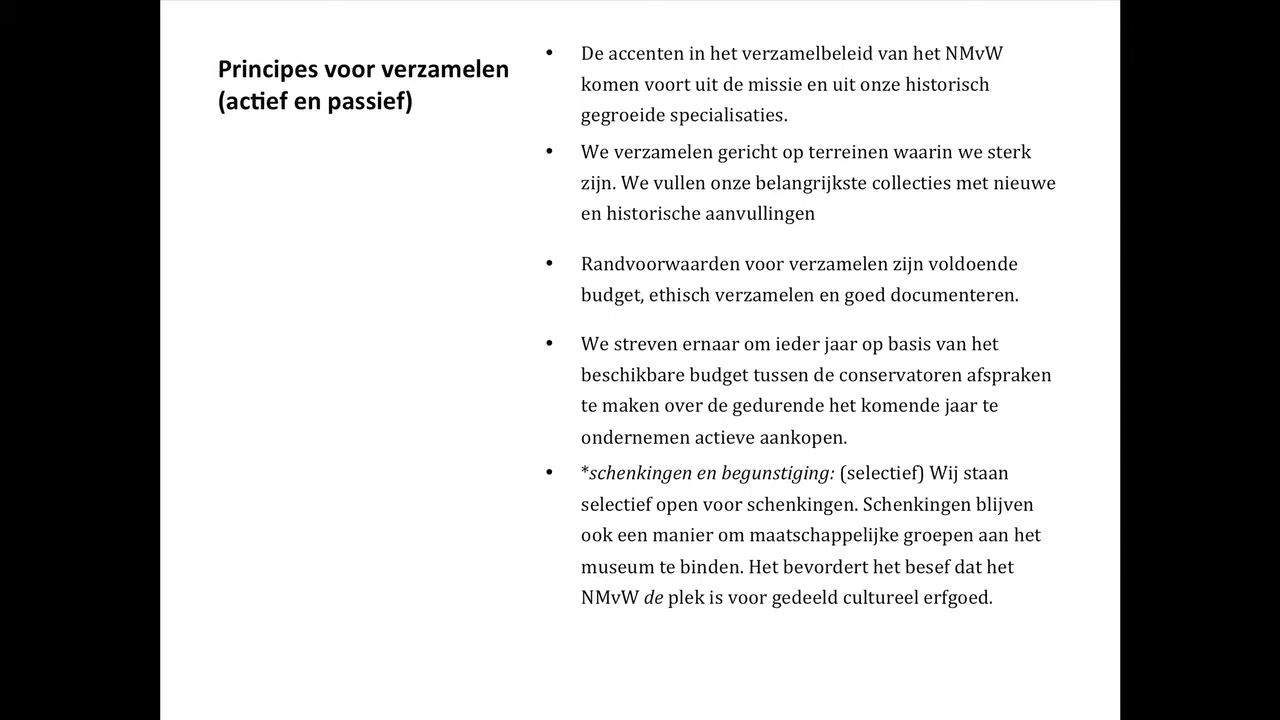 Principes voor verzamelen
(actief en passief)
• De accenten in het verzamelbeleid van het NMvW
komen voort uit de missie en uit onze historisch
gegroeide specialisaties.
• We verzamelen gericht op terreinen waarin we sterk
zijn. We vullen onze belangrijkste collecties met nieuwe
en historische aanvullingen
• Randvoorwaarden voor verzamelen zijn voldoende
budget, ethisch verzamelen en goed documenteren.
• We streven ernaar om ieder jaar op basis van het
beschikbare budget tussen de conservatoren afspraken
te maken over de gedurende het komende jaar te
ondernemen actieve aankopen.
• *schenkingen en begunstiging: (selectief) Wij staan
selectief open voor schenkingen. Schenkingen blijven
ook een manier om maatschappelijke groepen aan het
museum te binden. Het bevordert het besef dat het
NMvW de plek is voor gedeeld cultureel erfgoed.